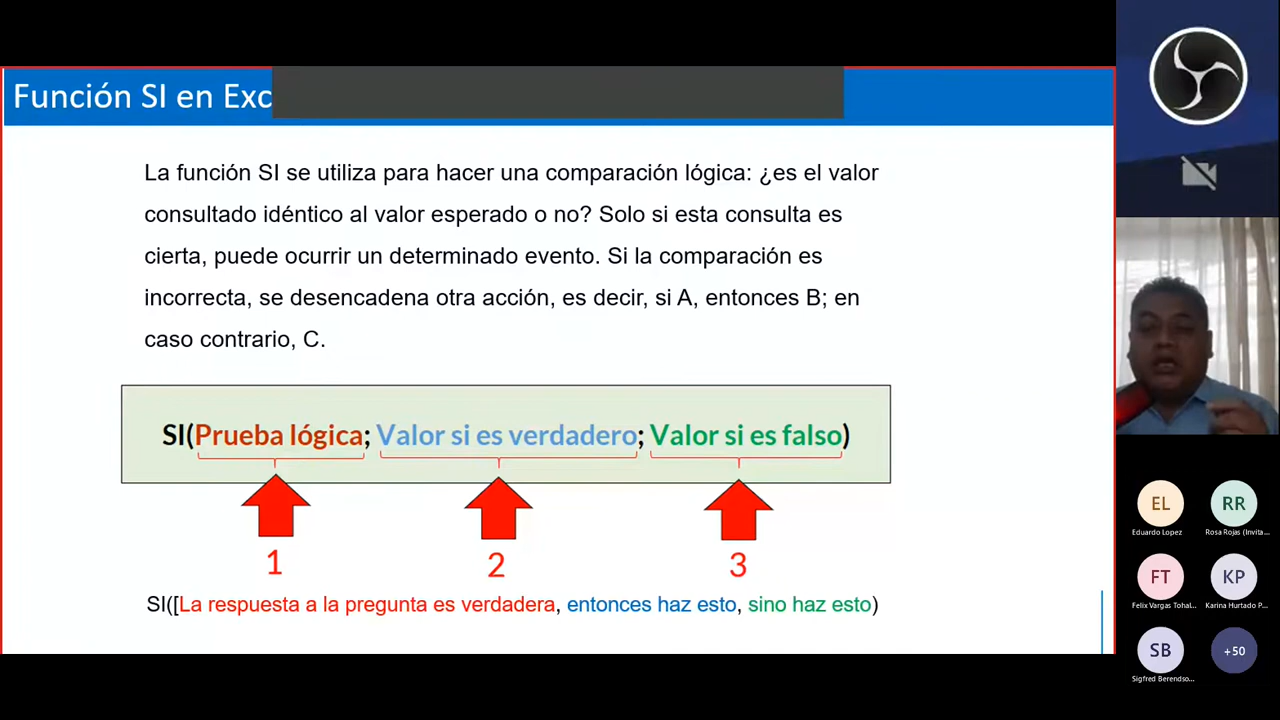 Función SI en Exc
La función SI se utiliza para hacer una comparación lógica: ¿es el valor
consultado idéntico al valor esperado o no? Solo si esta consulta es
cierta, puede ocurrir un determinado evento. Si la comparación es
incorrecta, se desencadena otra acción, es decir, si A, entonces B; en
caso contrario, C.
SI(Prueba lógica; Valor si es verdadero; Valor si es falso)
1 2 3
SI([La respuesta a la pregunta es verdadera, entonces haz esto, sino haz esto)
EL RR
Eduardo Lopez Rosa Rojas (Invita...
FT KP
Felix Vargas Tohal... Karina Hurtado P...
SB +50
Sigfred Berendso...